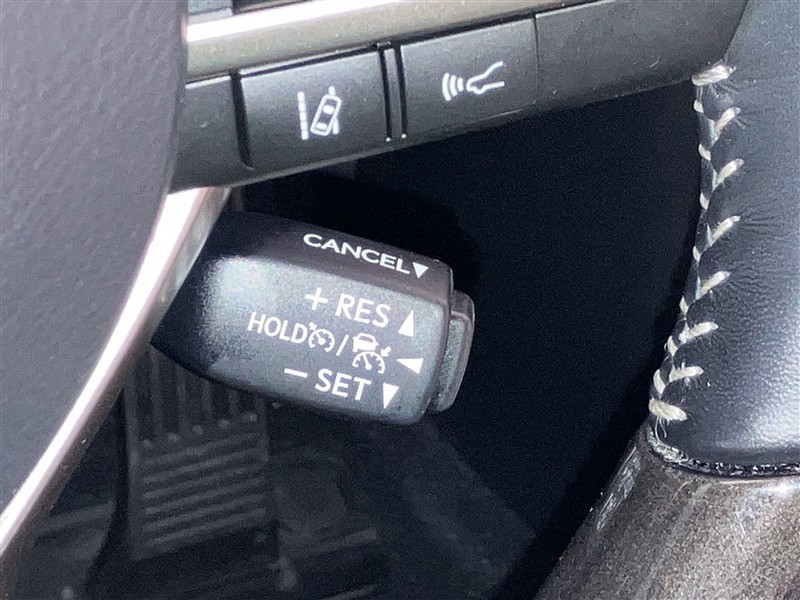 CANCEL▼
+ RES ▲
HOLD /
− SET ▼